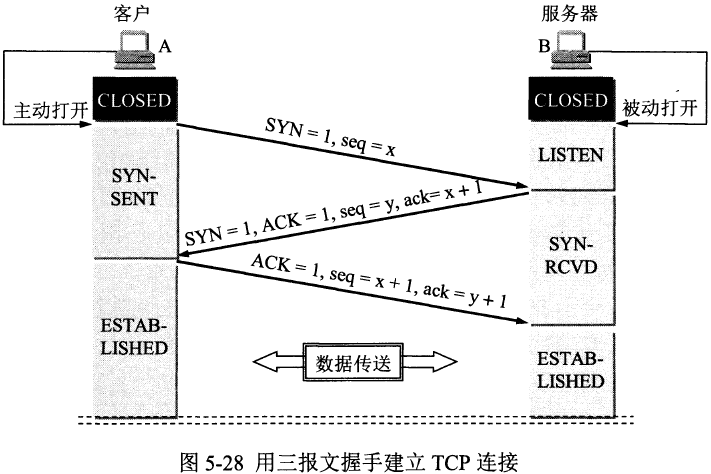 客户
服务器
A
B
CLOSED
CLOSED
主动打开
被动打开
SYN = 1, seq = x
LISTEN
SYN-
SENT
SYN = 1, ACK = 1, seq = y, ack= x + 1
SYN-
RCVD
ACK = 1, seq = x + 1, ack = y + 1
ESTAB-
LISHED
数据传送
ESTAB-
LISHED
图 5-28 用三报文握手建立 TCP 连接